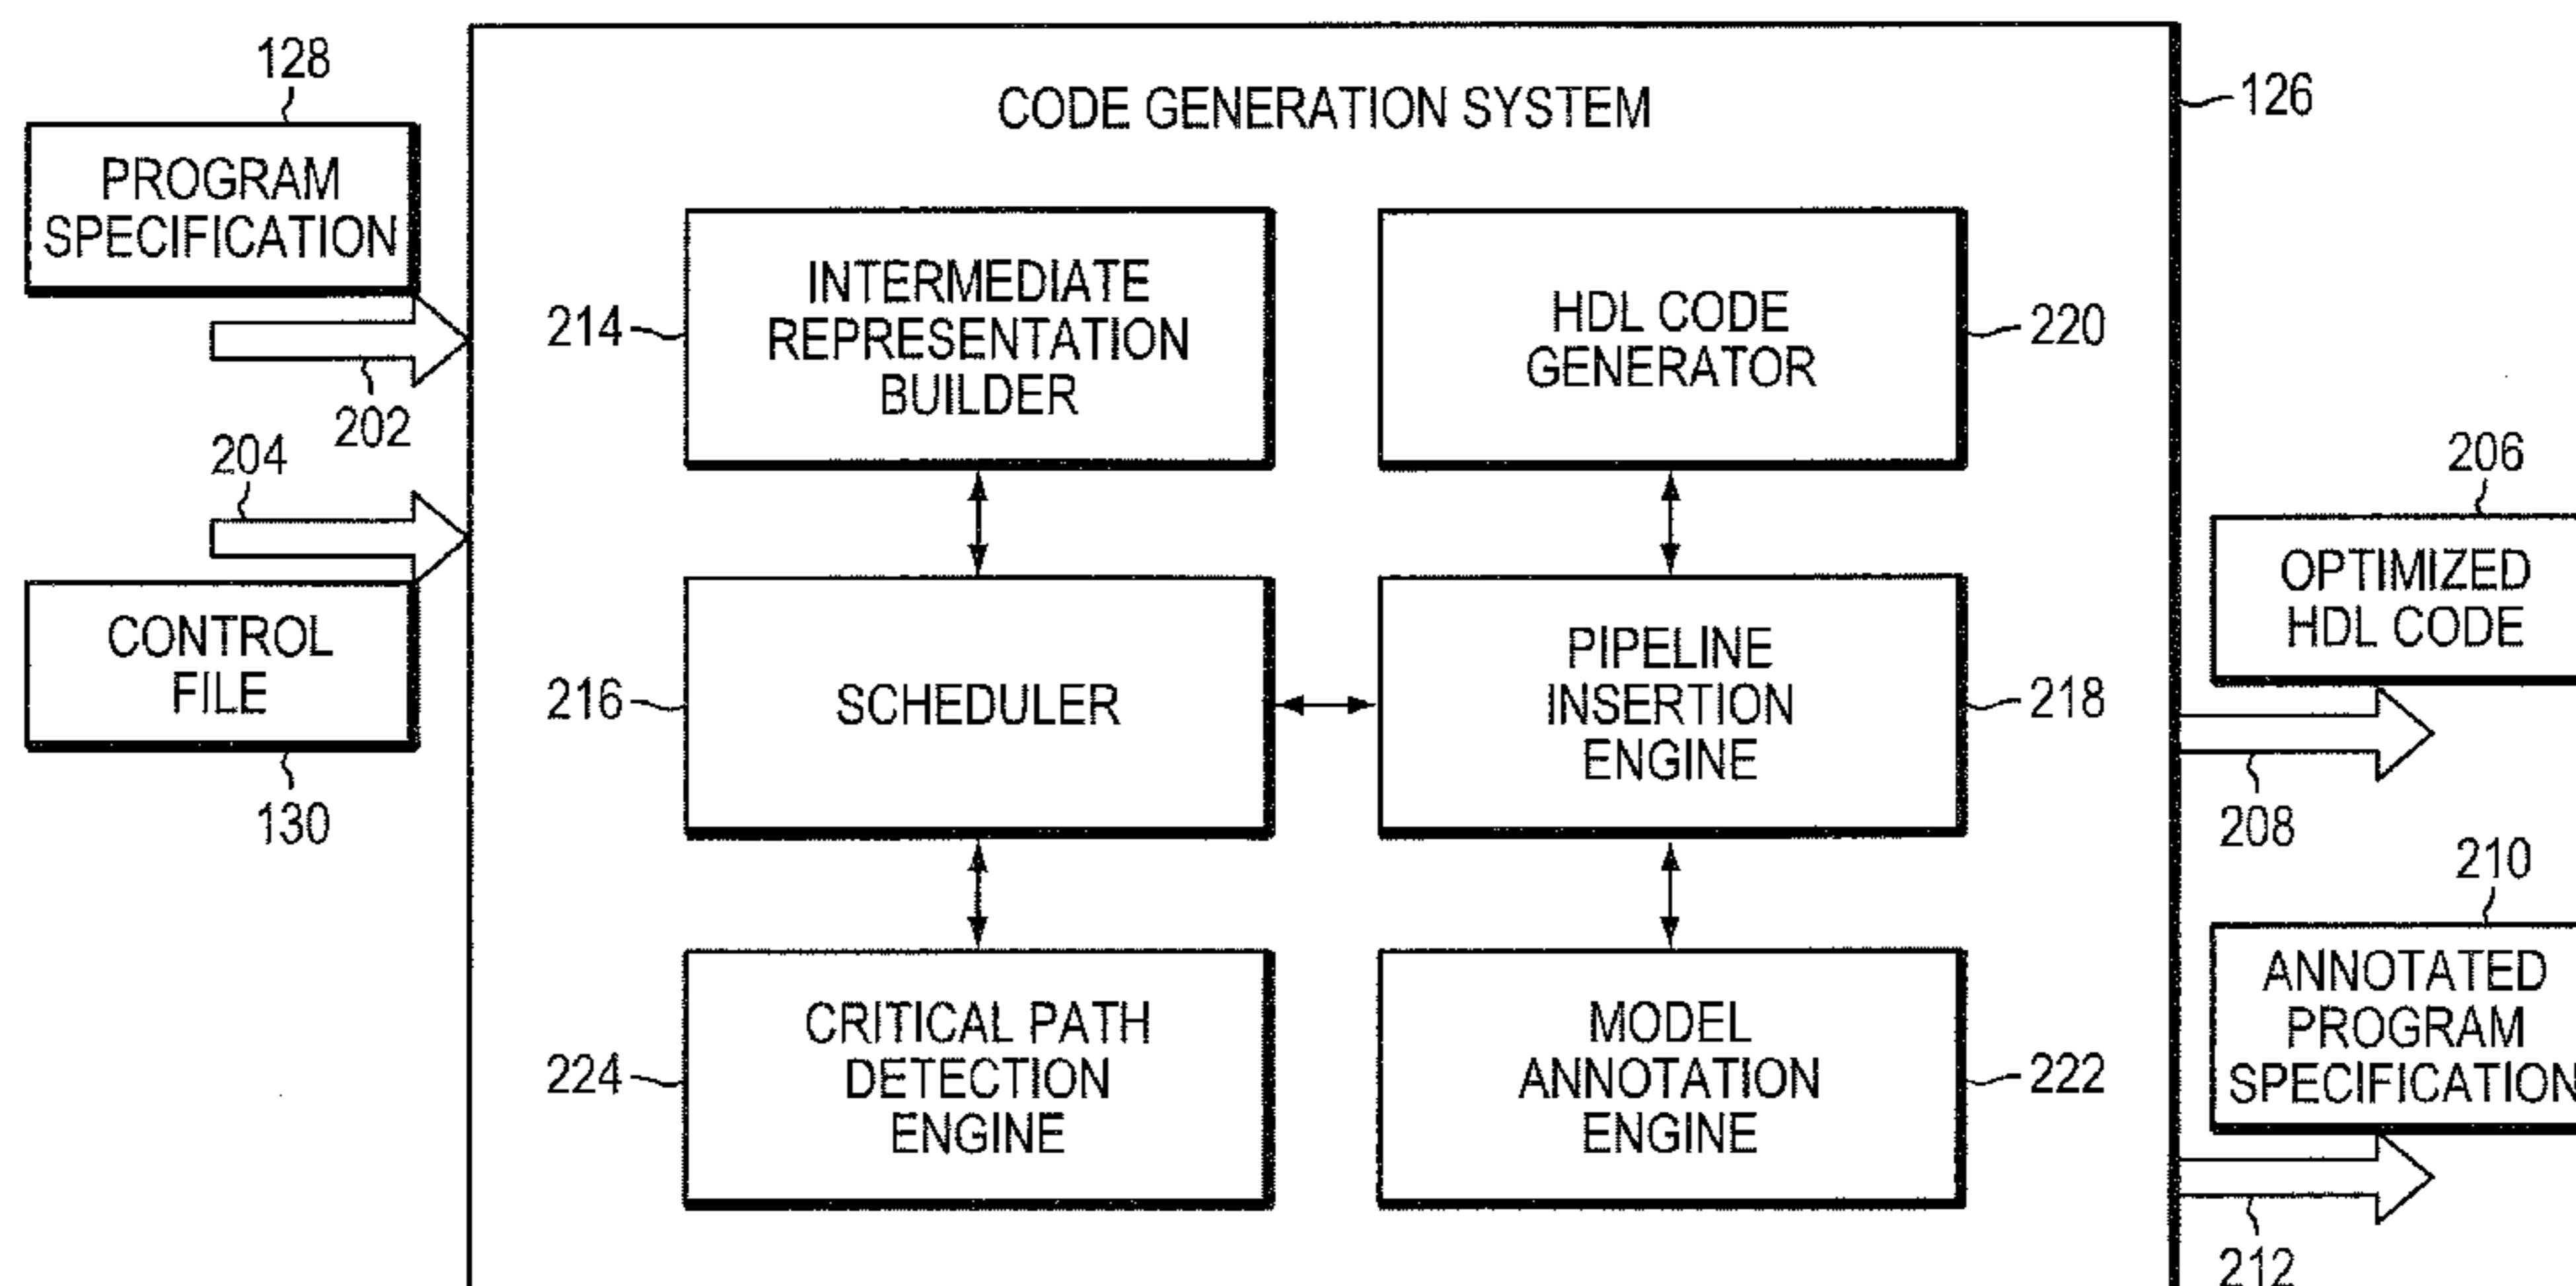 128
PROGRAM
SPECIFICATION
202
204
CONTROL
FILE
130
CODE GENERATION SYSTEM
126
214
INTERMEDIATE
REPRESENTATION
BUILDER
HDL CODE
GENERATOR
220
216
SCHEDULER
PIPELINE
INSERTION
ENGINE
218
224
CRITICAL PATH
DETECTION
ENGINE
MODEL
ANNOTATION
ENGINE
222
206
OPTIMIZED
HDL CODE
208
210
ANNOTATED
PROGRAM
SPECIFICATION
212